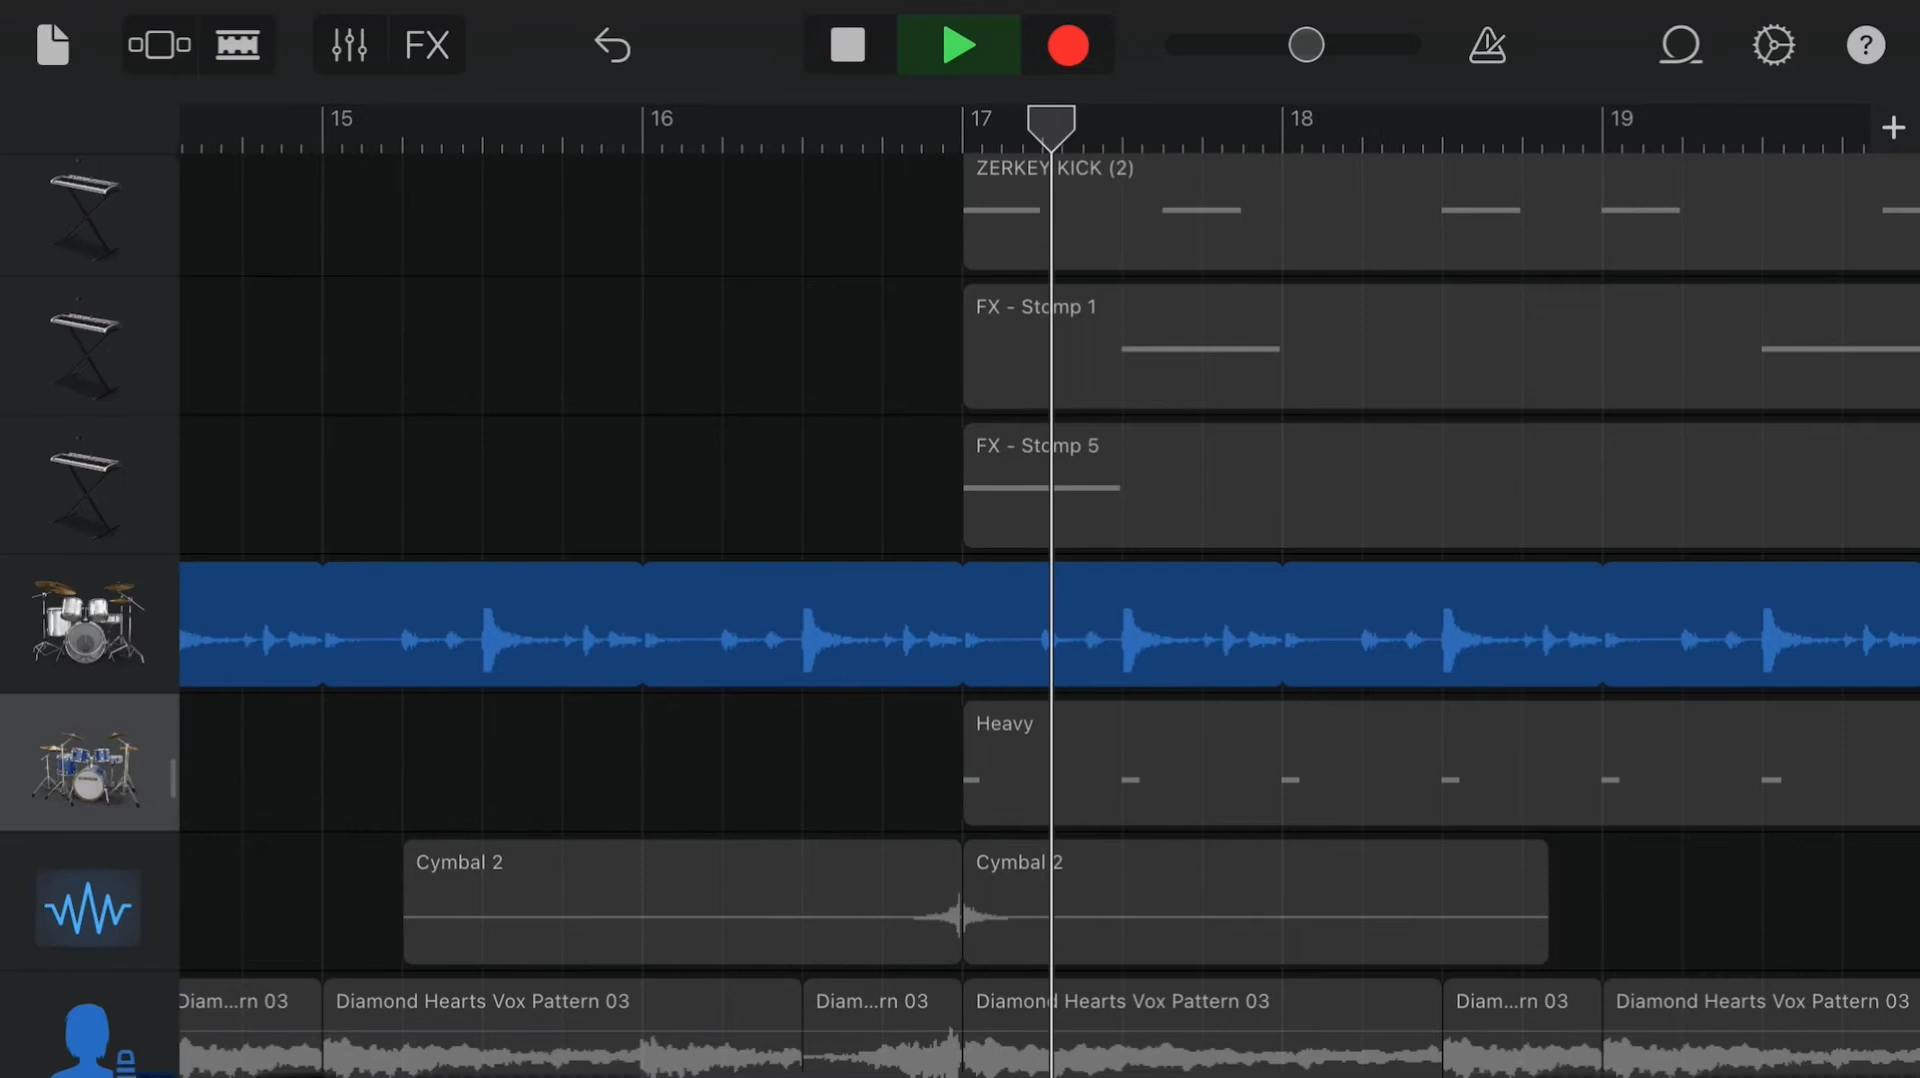 FX
?
15 16 17 18 19
+
ZERKEY KICK (2)
FX - Stomp 1
FX - Stomp 5
Heavy
Cymbal 2
Cymbal 2
Diam...rn 03
Diamond Hearts Vox Pattern 03
Diam...rn 03
Diamond Hearts Vox Pattern 03
Diam...rn 03
Diamond Hearts Vox Pattern 03